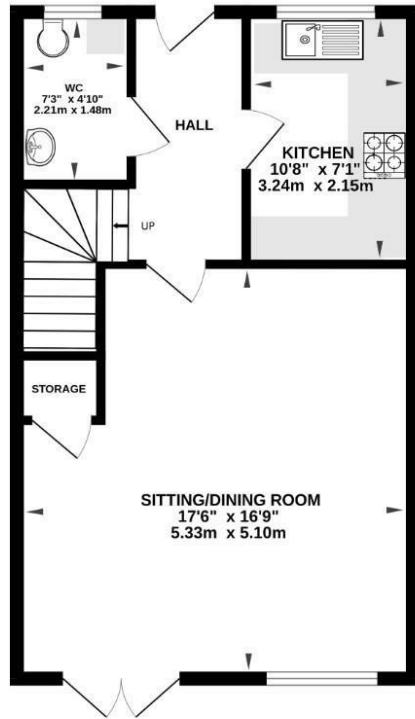 WC
7'3" x 4'10"
2.21m x 1.48m
HALL
KITCHEN
10'8" x 7'1"
3.24m x 2.15m
UP
STORAGE
SITTING/DINING ROOM
17'6" x 16'9"
5.33m x 5.10m